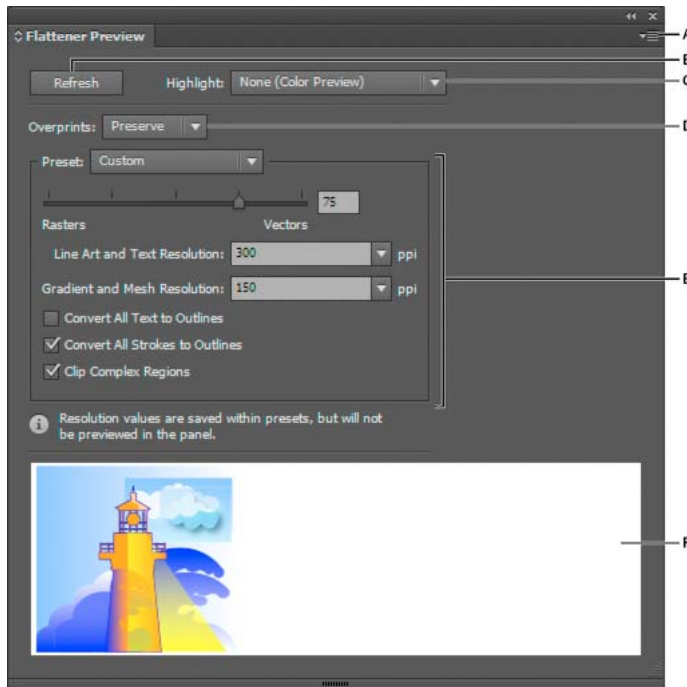 Flattener Preview
A
B
Refresh Highlight: None (Color Preview)
C
Overprints: Preserve
D
Preset: Custom
75
Rasters Vectors
Line Art and Text Resolution: 300 ppi
Gradient and Mesh Resolution: 150 ppi
E
Convert All Text to Outlines
Convert All Strokes to Outlines
Clip Complex Regions
Resolution values are saved within presets, but will not
be previewed in the panel.
F